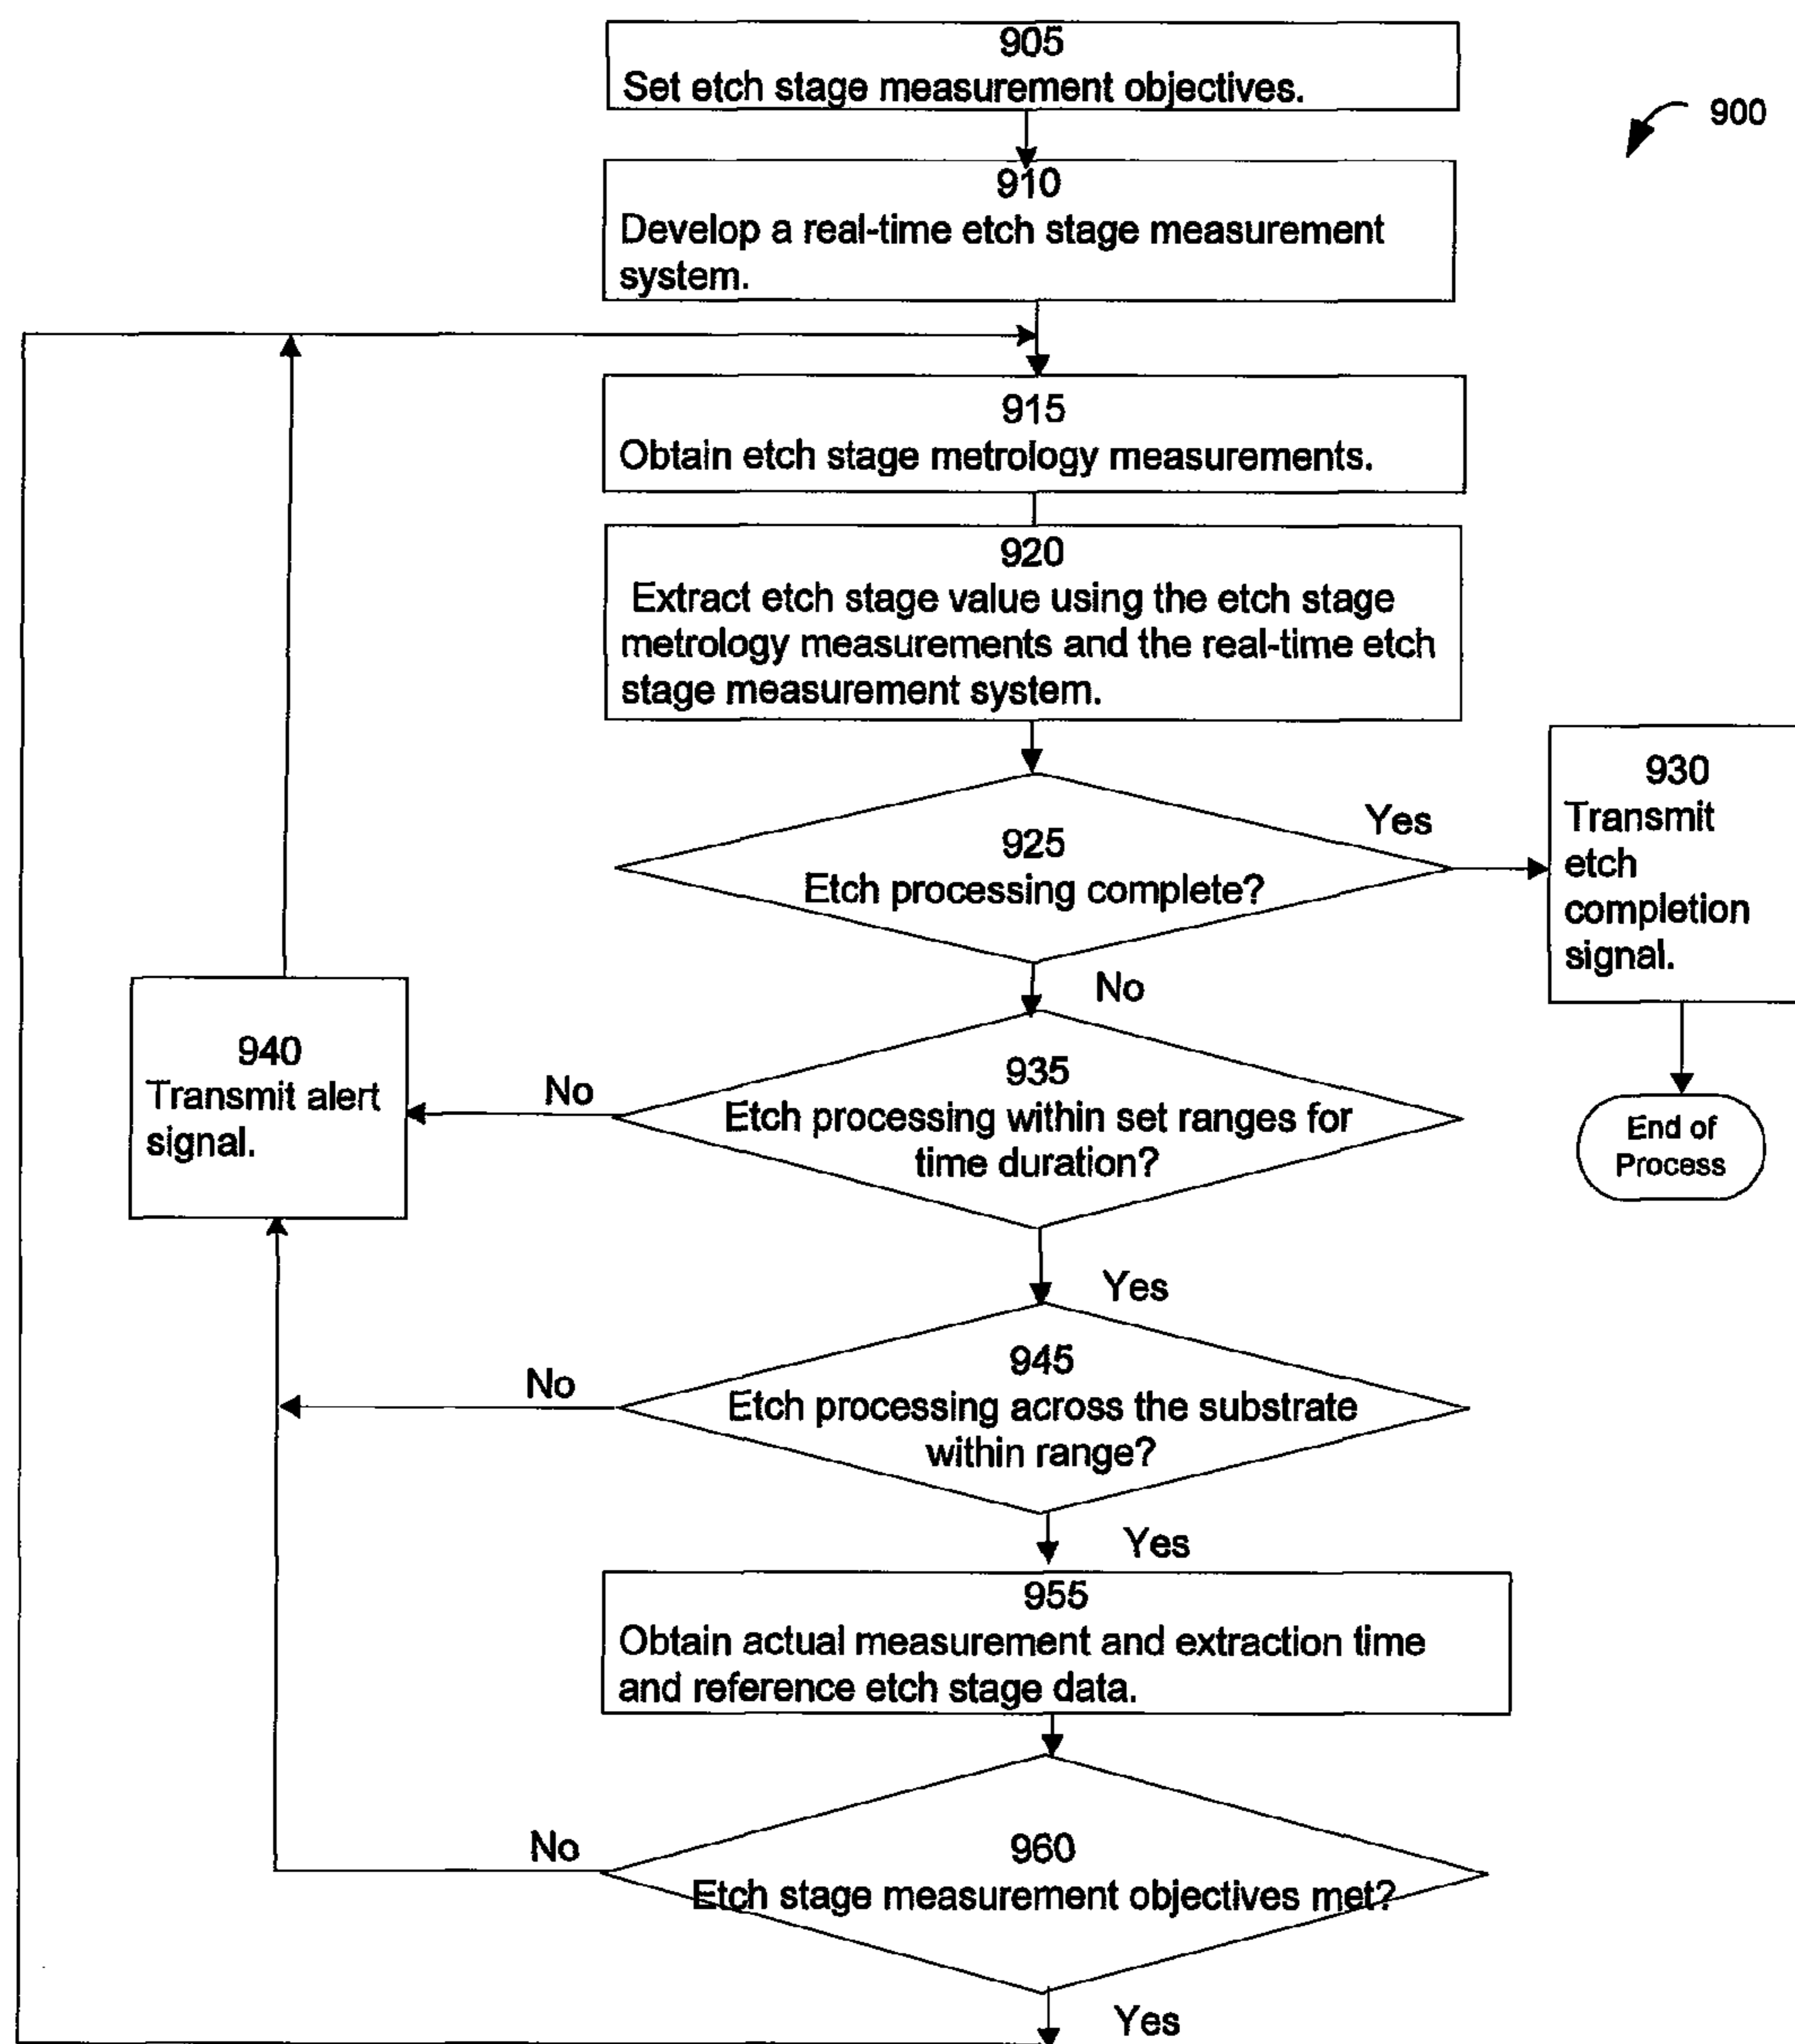 905
Set etch stage measurement objectives.
900
910
Develop a real-time etch stage measurement
system.
915
Obtain etch stage metrology measurements.
920
Extract etch stage value using the etch stage
metrology measurements and the real-time etch
stage measurement system.
925
Etch processing complete?
Yes
930
Transmit
etch
completion
signal.
No
940
Transmit alert
signal.
No
935
Etch processing within set ranges for
time duration?
End of
Process
Yes
No
945
Etch processing across the substrate
within range?
Yes
955
Obtain actual measurement and extraction time
and reference etch stage data.
No
960
Etch stage measurement objectives met?
Yes